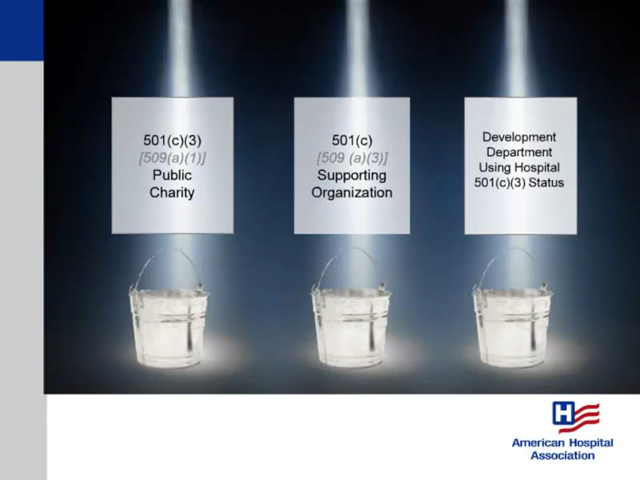 501(c)(3)
[509(a)(1)]
Public
Charity
501(c)
[509 (a)(3)]
Supporting
Organization
Development
Department
Using Hospital
501(c)(3) Status
H
American Hospital
Association